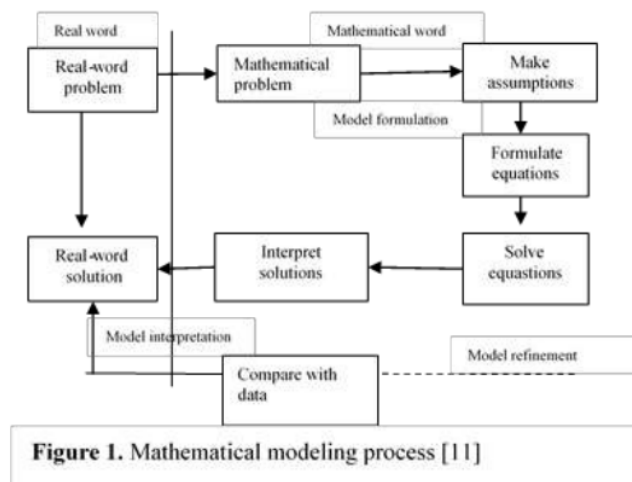 Real word
Mathematical word
Real-word
problem
Mathematical
problem
Make
assumptions
Model formulation
Formulate
equations
Real-word
solution
Interpret
solutions
Solve
equastions
Model interpretation
Model refinement
Compare with
data
Figure 1. Mathematical modeling process [11]